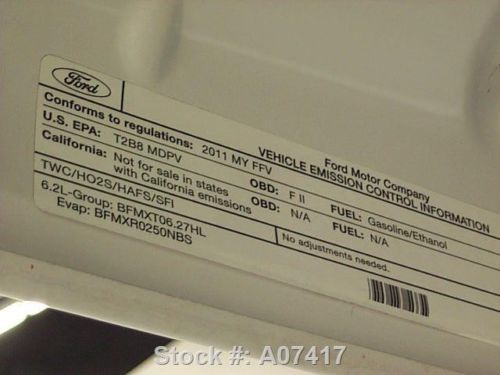 Ford
Ford Motor Company
VEHICLE EMISSION CONTROL INFORMATION
Conforms to regulations: 2011 MY FFV
U.S. EPA: T2B8 MDPV OBD: F II FUEL: Gasoline/Ethanol
California: Not for sale in states with California emissions OBD: N/A FUEL: N/A
TWC/HO2S/HAFS/SFI No adjustments needed.
6.2L-Group: BFMXT06.27HL
Evap: BFMXR0250NBS
Stock #: A07417